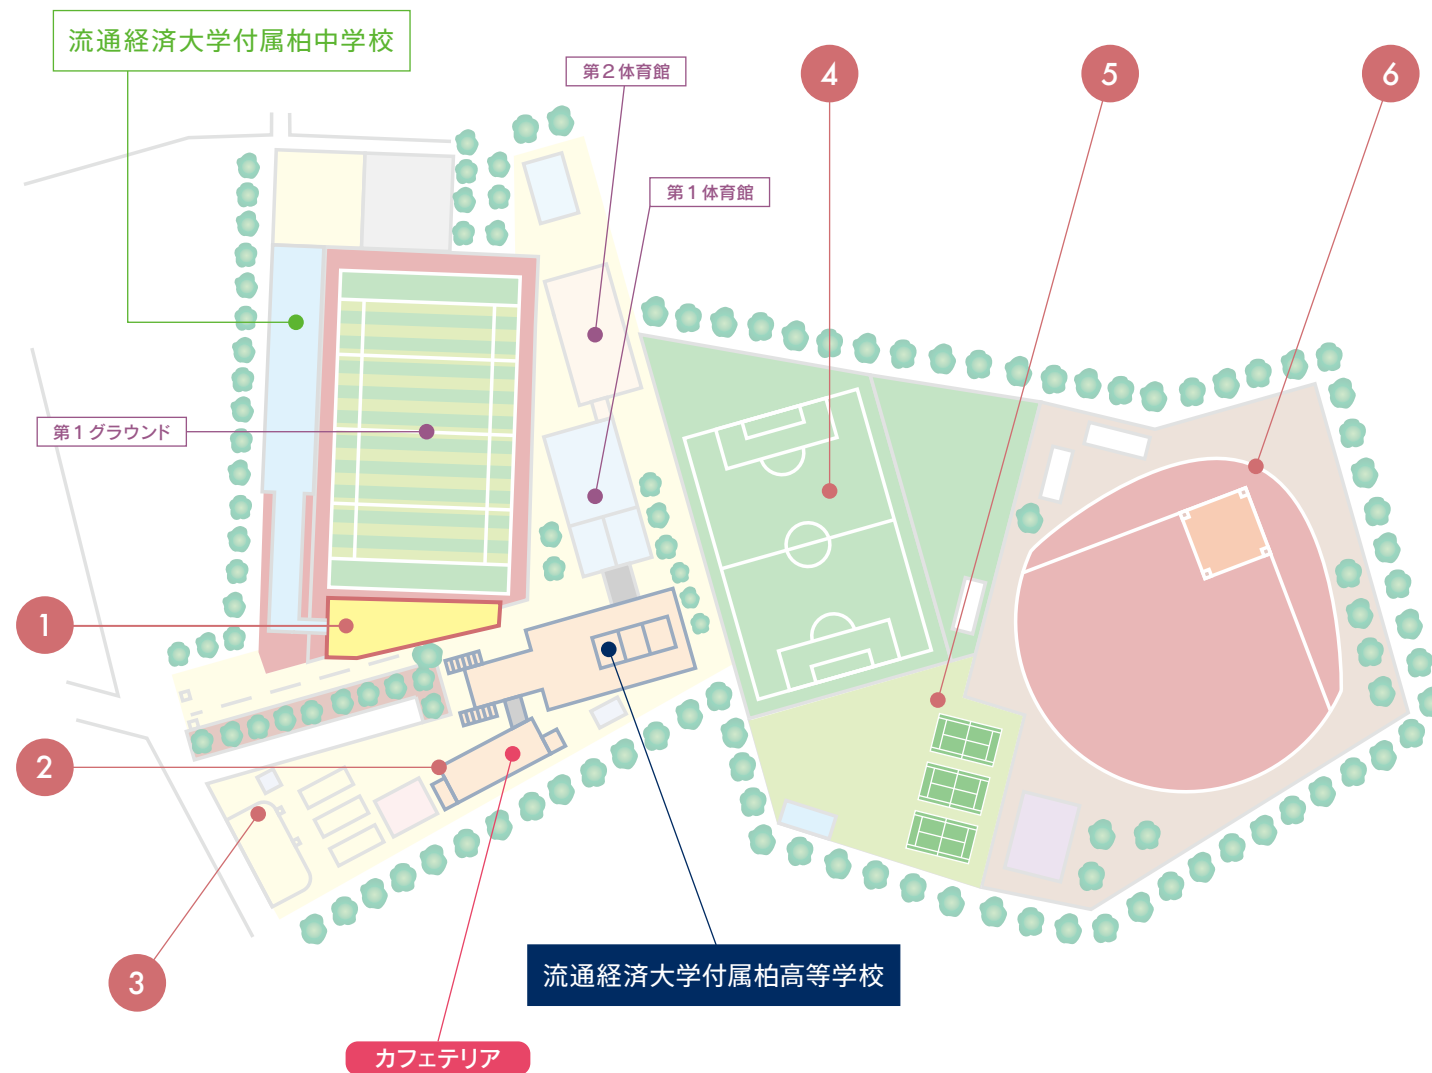 流通経済大学付属柏中学校
第2体育館
4
5
6
第1体育館
第1グラウンド
1
2
3
流通経済大学付属柏高等学校
カフェテリア